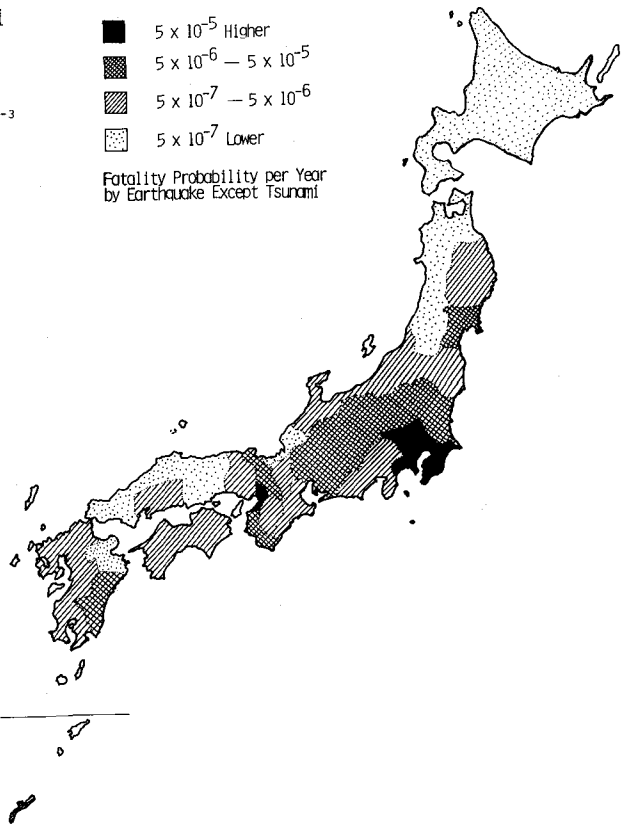 5 x 10⁻⁵ Higher
5 x 10⁻⁶ — 5 x 10⁻⁵
5 x 10⁻⁷ — 5 x 10⁻⁶
-3
5 x 10⁻⁷ Lower
Fatality Probability per Year
by Earthquake Except Tsunami